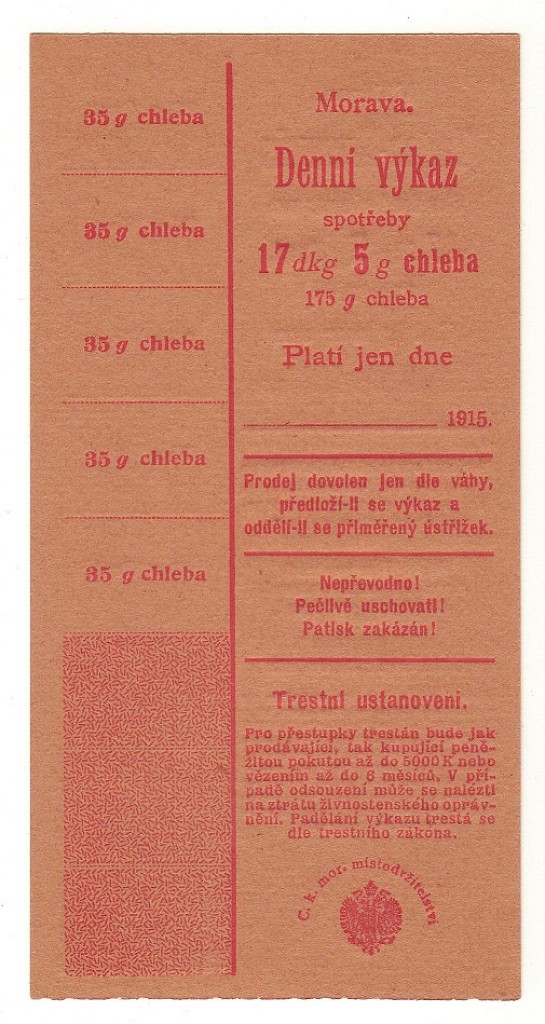 35 g chleba
35 g chleba
35 g chleba
35 g chleba
35 g chleba
Morava.
Denní výkaz
spotřeby
17 dkg 5 g chleba
175 g chleba
Platí jen dne
1915.
Prodej dovolen jen dle váhy,
předloží-li se výkaz a
oddělí-li se přiměřený ústřižek.
Nepřevodno!
Pečlivě uschovati!
Patisk zakázán!
Trestní ustanovení.
Pro přestupky trestán bude jak
prodávající, tak kupující peně-
žitou pokutou až do 5000 K nebo
vězením až do 6 měsíců. V pří-
padě odsouzení může se nalézti
na ztrátu živnostenského opráv-
nění. Padělání výkazu trestá se
dle trestního zákona.
C. k. mor. místodržitelství